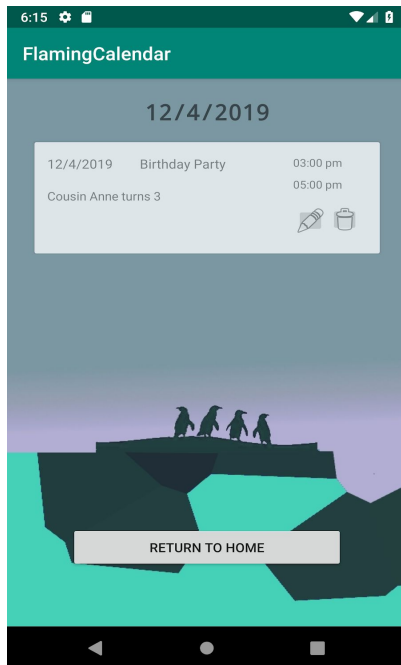 6:15
FlamingCalendar
12/4/2019
12/4/2019 Birthday Party 03:00 pm
05:00 pm
Cousin Anne turns 3
RETURN TO HOME